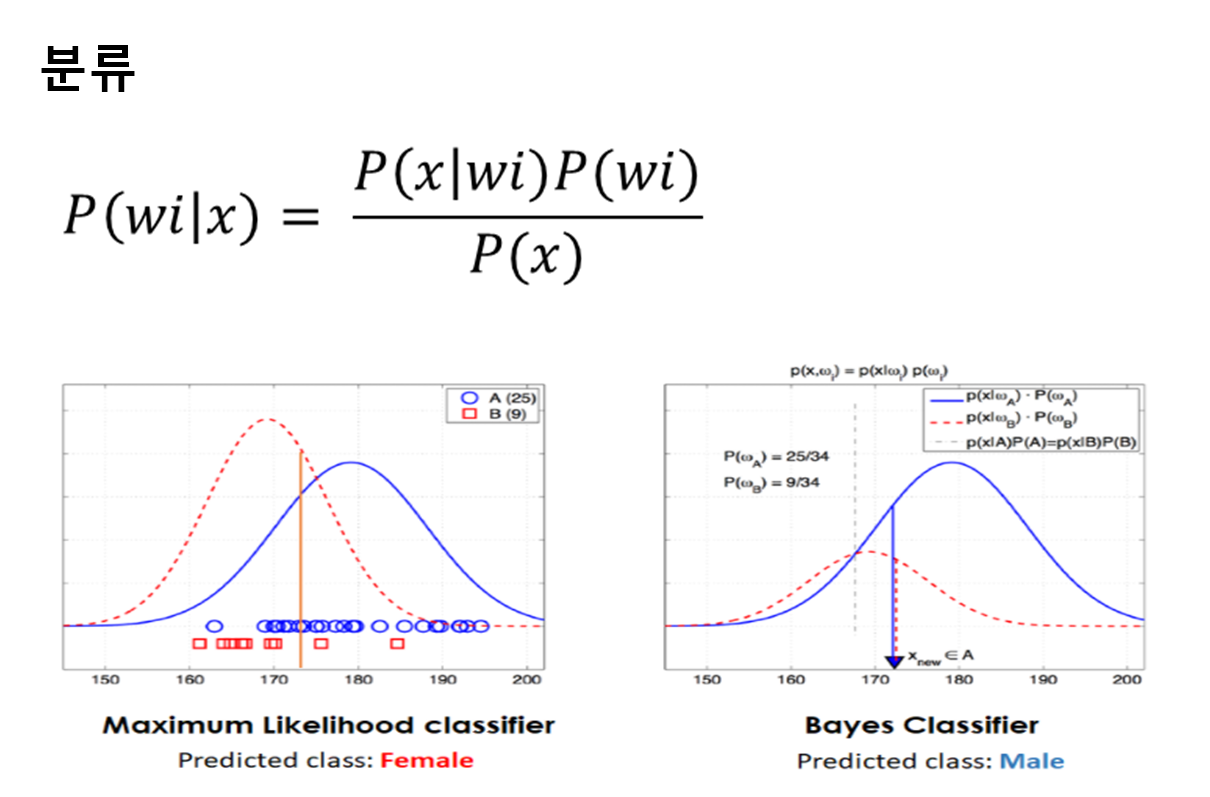 분류
P(wi|x) = P(x|wi)P(wi) / P(x)
A (25)
B (9)
150 160 170 180 190 200
Maximum Likelihood classifier
Predicted class: Female
p(x,ω_i) = p(x|ω_i) p(ω_i)
p(x|ω_A) · P(ω_A)
p(x|ω_B) · P(ω_B)
p(x|A)P(A)=p(x|B)P(B)
P(ω_A) = 25/34
P(ω_B) = 9/34
x_new ∈ A
150 160 170 180 190 200
Bayes Classifier
Predicted class: Male